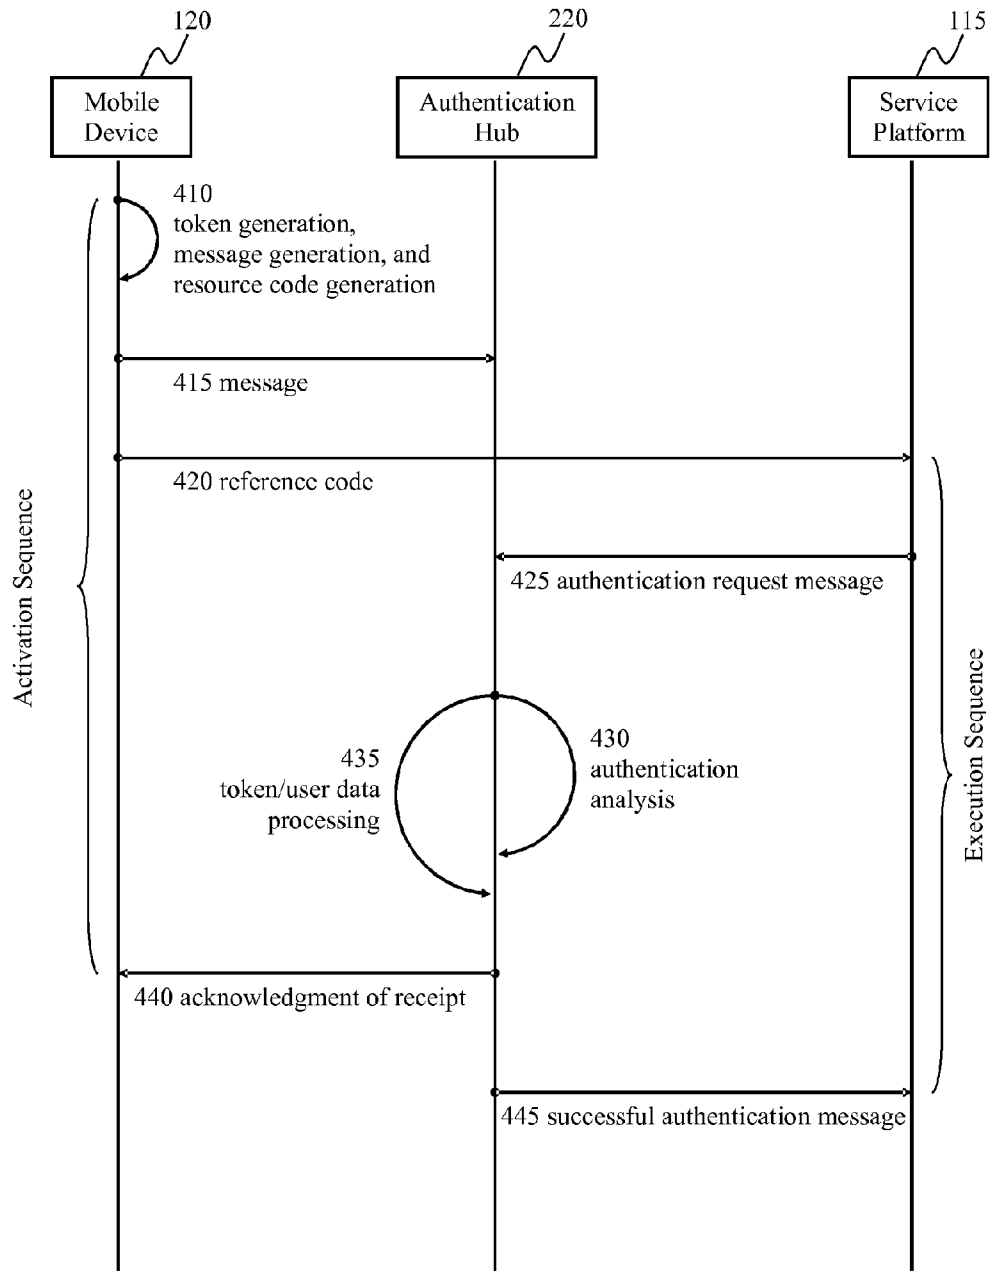 120
220
115
Mobile
Device
Authentication
Hub
Service
Platform
410
token generation,
message generation, and
resource code generation
415 message
420 reference code
425 authentication request message
Activation Sequence
430
authentication
analysis
435
token/user data
processing
Execution Sequence
440 acknowledgment of receipt
445 successful authentication message